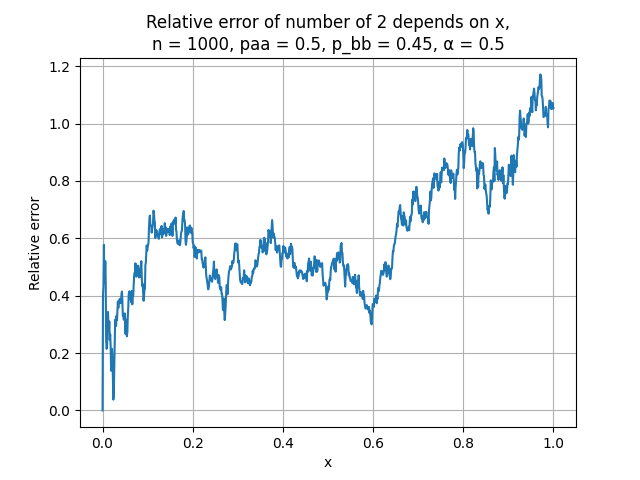 Relative error of number of 2 depends on x,
n = 1000, paa = 0.5, p_bb = 0.45, α = 0.5
1.2
1.0
0.8
0.6
0.4
0.2
0.0
Relative error
0.0 0.2 0.4 0.6 0.8 1.0
x